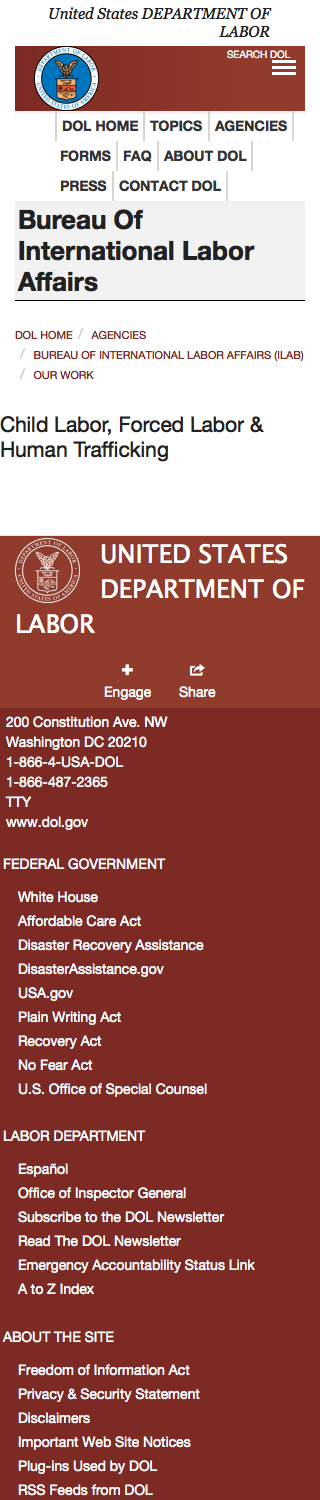 United States DEPARTMENT OF
LABOR
SEARCH DOL
DOL HOME TOPICS AGENCIES
FORMS FAQ ABOUT DOL
PRESS CONTACT DOL
Bureau Of
International Labor
Affairs
DOL HOME / AGENCIES
/ BUREAU OF INTERNATIONAL LABOR AFFAIRS (ILAB)
/ OUR WORK
Child Labor, Forced Labor &
Human Trafficking
UNITED STATES
DEPARTMENT OF
LABOR
Engage Share
200 Constitution Ave. NW
Washington DC 20210
1-866-4-USA-DOL
1-866-487-2365
TTY
www.dol.gov
FEDERAL GOVERNMENT
White House
Affordable Care Act
Disaster Recovery Assistance
DisasterAssistance.gov
USA.gov
Plain Writing Act
Recovery Act
No Fear Act
U.S. Office of Special Counsel
LABOR DEPARTMENT
Español
Office of Inspector General
Subscribe to the DOL Newsletter
Read The DOL Newsletter
Emergency Accountability Status Link
A to Z Index
ABOUT THE SITE
Freedom of Information Act
Privacy & Security Statement
Disclaimers
Important Web Site Notices
Plug-ins Used by DOL
RSS Feeds from DOL